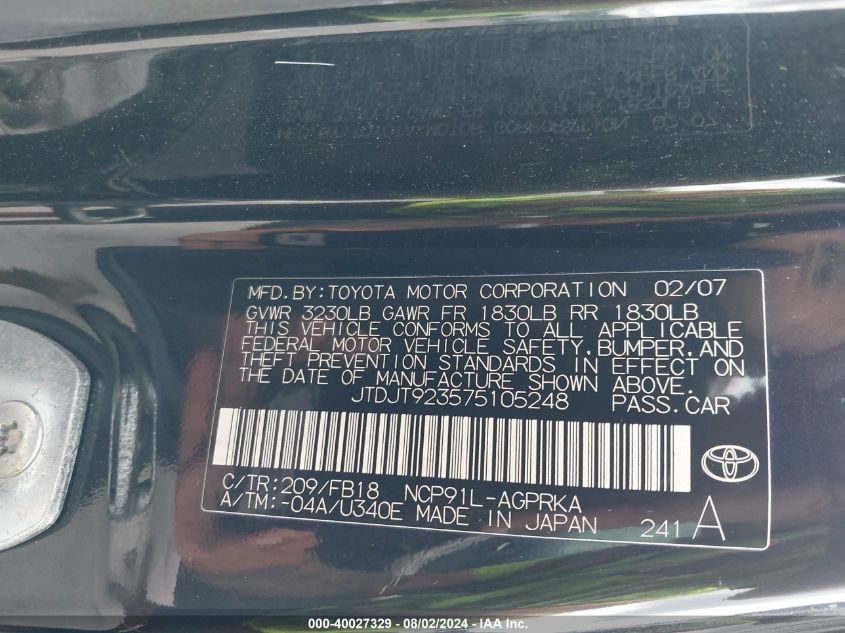 MFD.BY:TOYOTA MOTOR CORPORATION 02/07
GVWR 3230LB GAWR FR 1830LB RR 1830LB
THIS VEHICLE CONFORMS TO ALL APPLICABLE
FEDERAL MOTOR VEHICLE SAFETY,BUMPER,AND
THEFT PREVENTION STANDARDS IN EFFECT ON
THE DATE OF MANUFACTURE SHOWN ABOVE.
JTDJT923575105248 PASS.CAR
C/TR:209/FB18 NCP91L-AGPRKA
A/TM:-04A/U340E MADE IN JAPAN 241 A
000-40027329 - 08/02/2024 - IAA Inc.